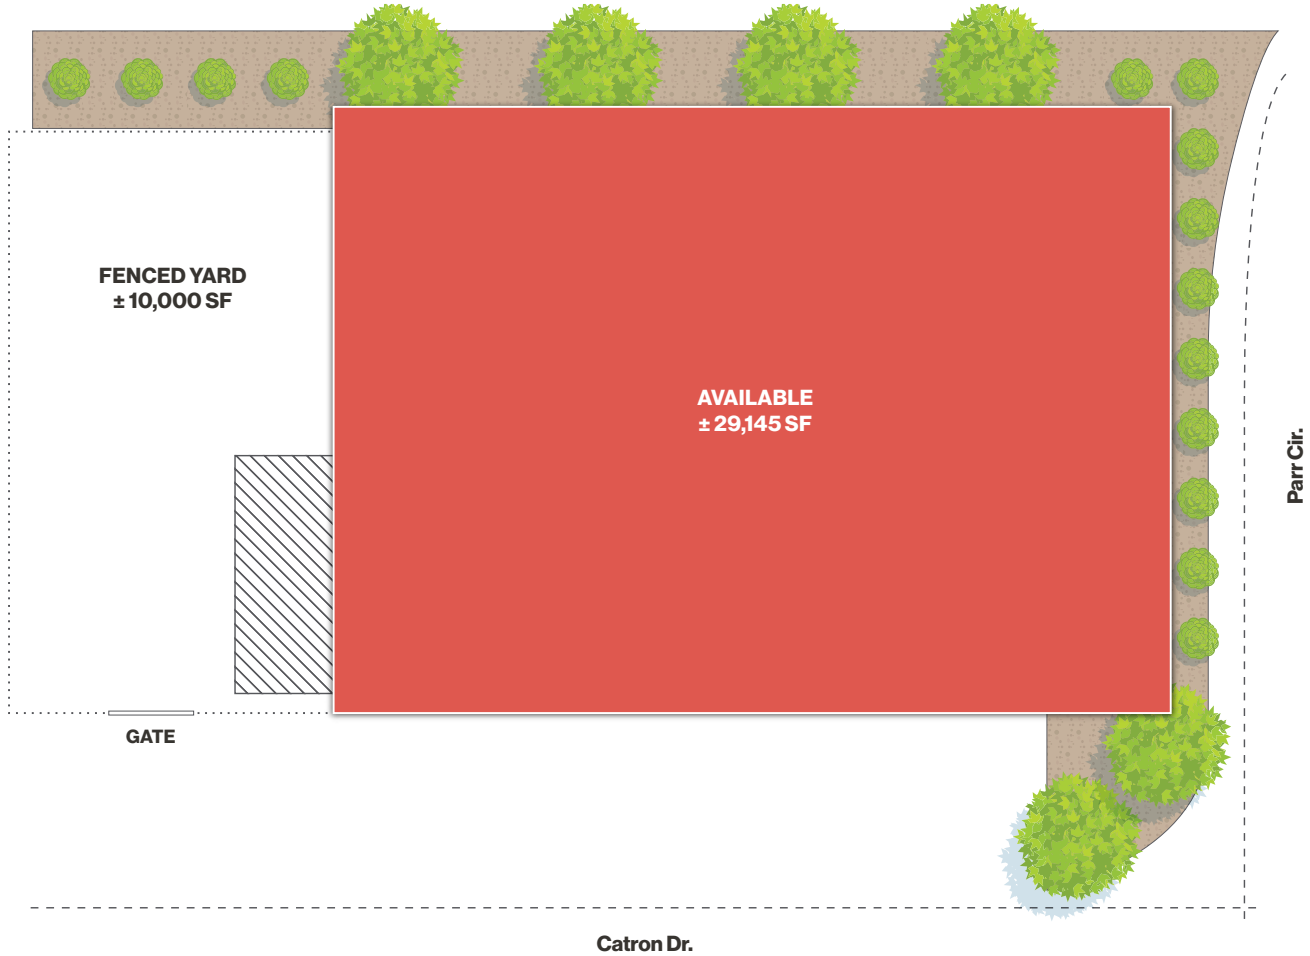 FENCED YARD
± 10,000 SF
AVAILABLE
± 29,145 SF
Parr Cir.
GATE
Catron Dr.